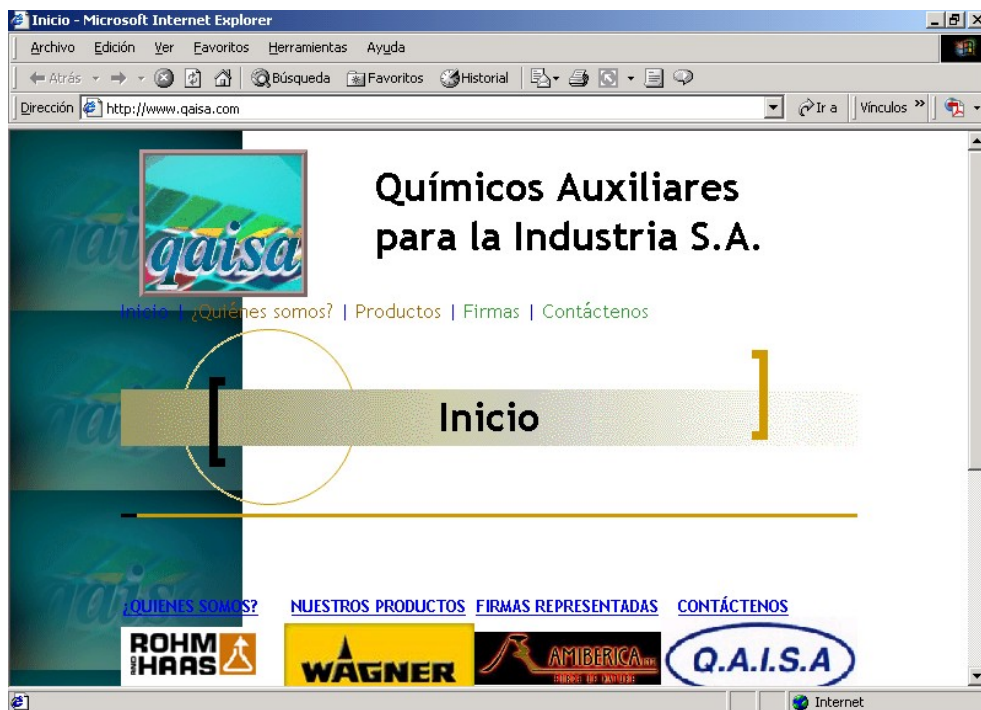 Inicio - Microsoft Internet Explorer
Archivo Edición Ver Favoritos Herramientas Ayuda
Atrás Búsqueda Favoritos Historial
Dirección http://www.qaisa.com Ir a Vínculos »
qaisa
Químicos Auxiliares
para la Industria S.A.
Inicio | ¿Quiénes somos? | Productos | Firmas | Contáctenos
Inicio
¿QUIENES SOMOS? NUESTROS PRODUCTOS FIRMAS REPRESENTADAS CONTÁCTENOS
ROHM AND HAAS
WAGNER
AMIBERICA
Q.A.I.S.A
Internet